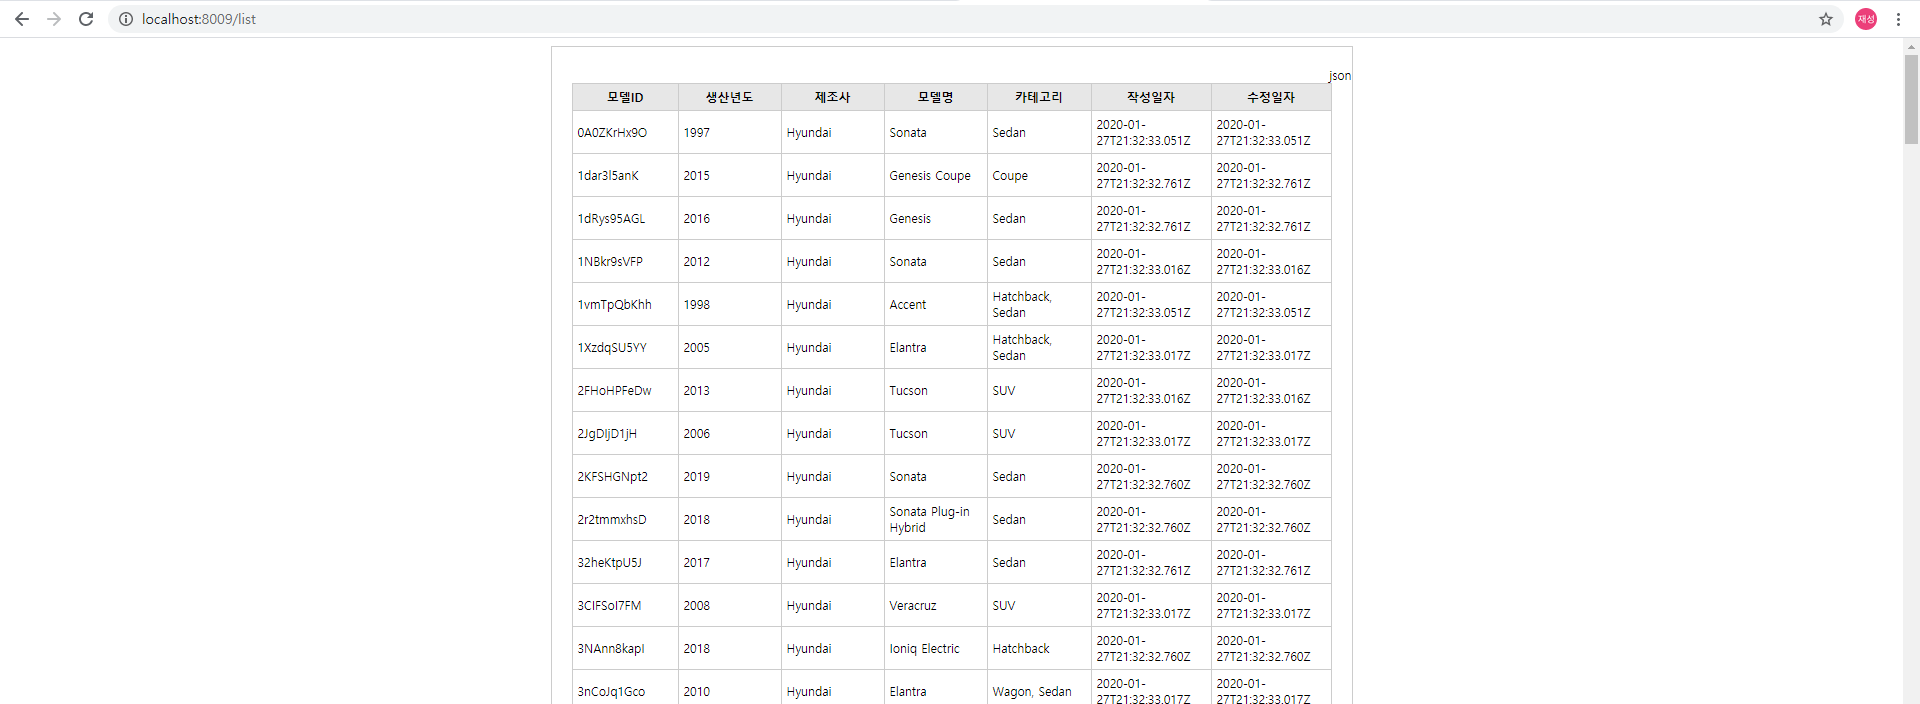 localhost:8009/list
재성
json
모델ID 생산년도 제조사 모델명 카테고리 작성일자 수정일자
0A0ZKrHx9O 1997 Hyundai Sonata Sedan 2020-01-27T21:32:33.051Z 2020-01-27T21:32:33.051Z
1dar3l5anK 2015 Hyundai Genesis Coupe Coupe 2020-01-27T21:32:32.761Z 2020-01-27T21:32:32.761Z
1dRys95AGL 2016 Hyundai Genesis Sedan 2020-01-27T21:32:32.761Z 2020-01-27T21:32:32.761Z
1NBkr9sVFP 2012 Hyundai Sonata Sedan 2020-01-27T21:32:33.016Z 2020-01-27T21:32:33.016Z
1vmTpQbKhh 1998 Hyundai Accent Hatchback, Sedan 2020-01-27T21:32:33.051Z 2020-01-27T21:32:33.051Z
1XzdqSU5YY 2005 Hyundai Elantra Hatchback, Sedan 2020-01-27T21:32:33.017Z 2020-01-27T21:32:33.017Z
2FHoHPFeDw 2013 Hyundai Tucson SUV 2020-01-27T21:32:33.016Z 2020-01-27T21:32:33.016Z
2JgDIjD1jH 2006 Hyundai Tucson SUV 2020-01-27T21:32:33.017Z 2020-01-27T21:32:33.017Z
2KFSHGNpt2 2019 Hyundai Sonata Sedan 2020-01-27T21:32:32.760Z 2020-01-27T21:32:32.760Z
2r2tmmxhsD 2018 Hyundai Sonata Plug-in Hybrid Sedan 2020-01-27T21:32:32.760Z 2020-01-27T21:32:32.760Z
32heKtpU5J 2017 Hyundai Elantra Sedan 2020-01-27T21:32:32.761Z 2020-01-27T21:32:32.761Z
3CIFSoI7FM 2008 Hyundai Veracruz SUV 2020-01-27T21:32:33.017Z 2020-01-27T21:32:33.017Z
3NAnn8kapI 2018 Hyundai Ioniq Electric Hatchback 2020-01-27T21:32:32.760Z 2020-01-27T21:32:32.760Z
3nCoJq1Gco 2010 Hyundai Elantra Wagon, Sedan 2020-01-27T21:32:33.017Z 2020-01-27T21:32:33.017Z